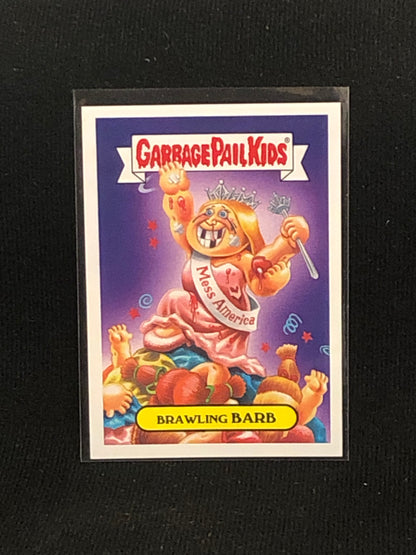 GARBAGE PAIL KIDS®
Mess America
BRAWLING BARB